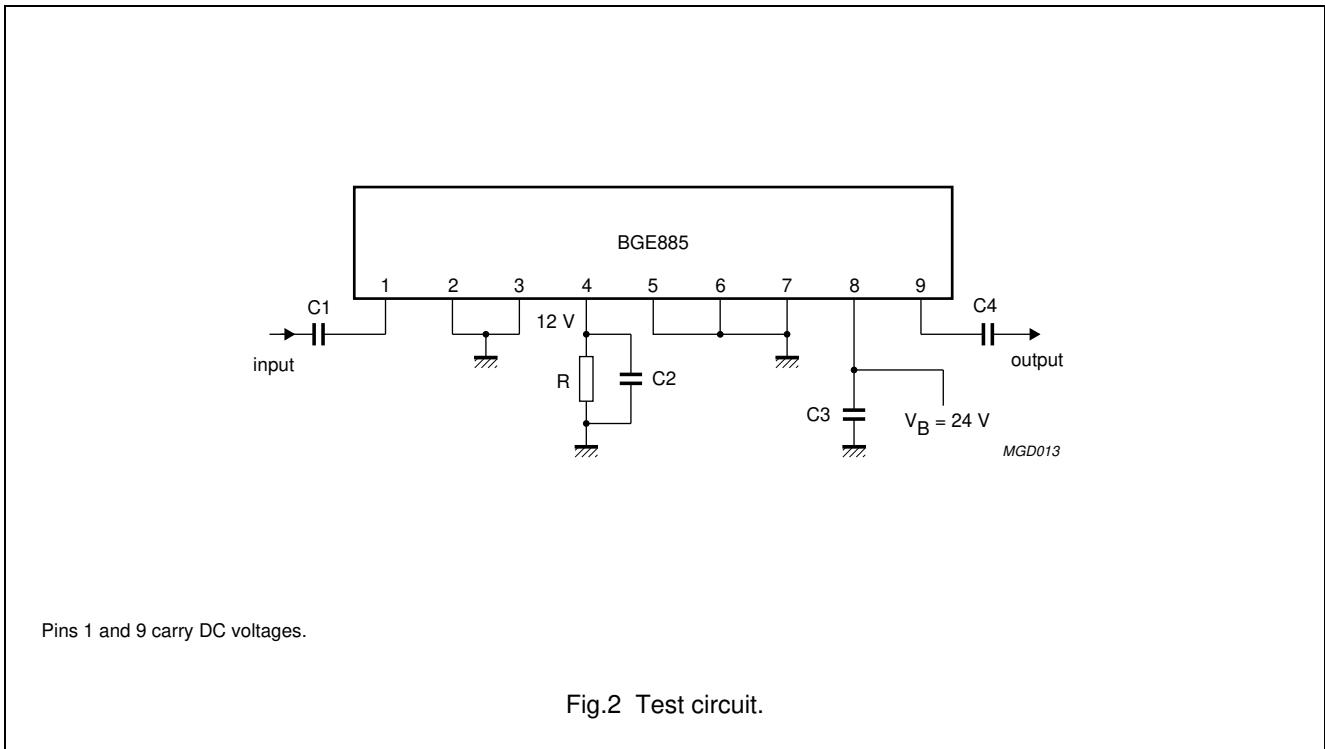 BGE885
1 2 3 4 5 6 7 8 9
C1
C4
12 V
input
output
R
C2
C3
V_B = 24 V
MGD013
Pins 1 and 9 carry DC voltages.
Fig.2 Test circuit.